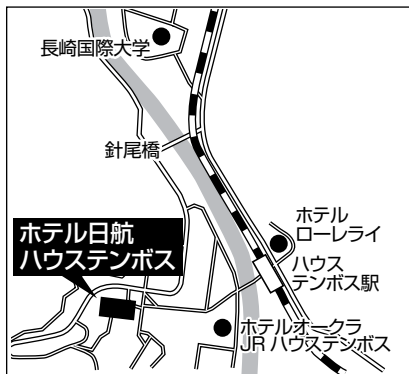 長崎国際大学
針尾橋
ホテル
ローレライ
ホテル日航
ハウステンボス
ハウス
テンボス駅
ホテルオークラ
JRハウステンボス